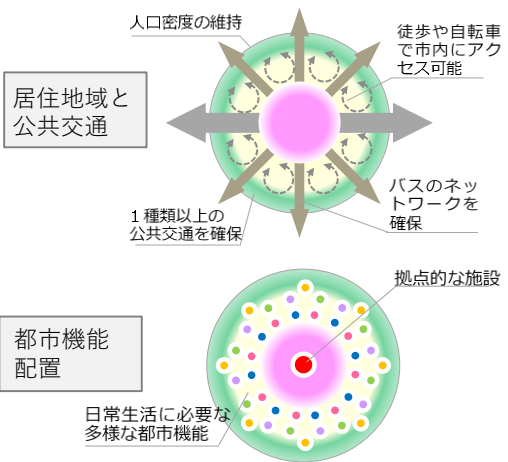 人口密度の維持
徒歩や自転車
で市内にアク
セス可能
居住地域と
公共交通
バスのネッ
トワークを
確保
１種類以上の
公共交通を確保
拠点的な施設
都市機能
配置
日常生活に必要な
多様な都市機能